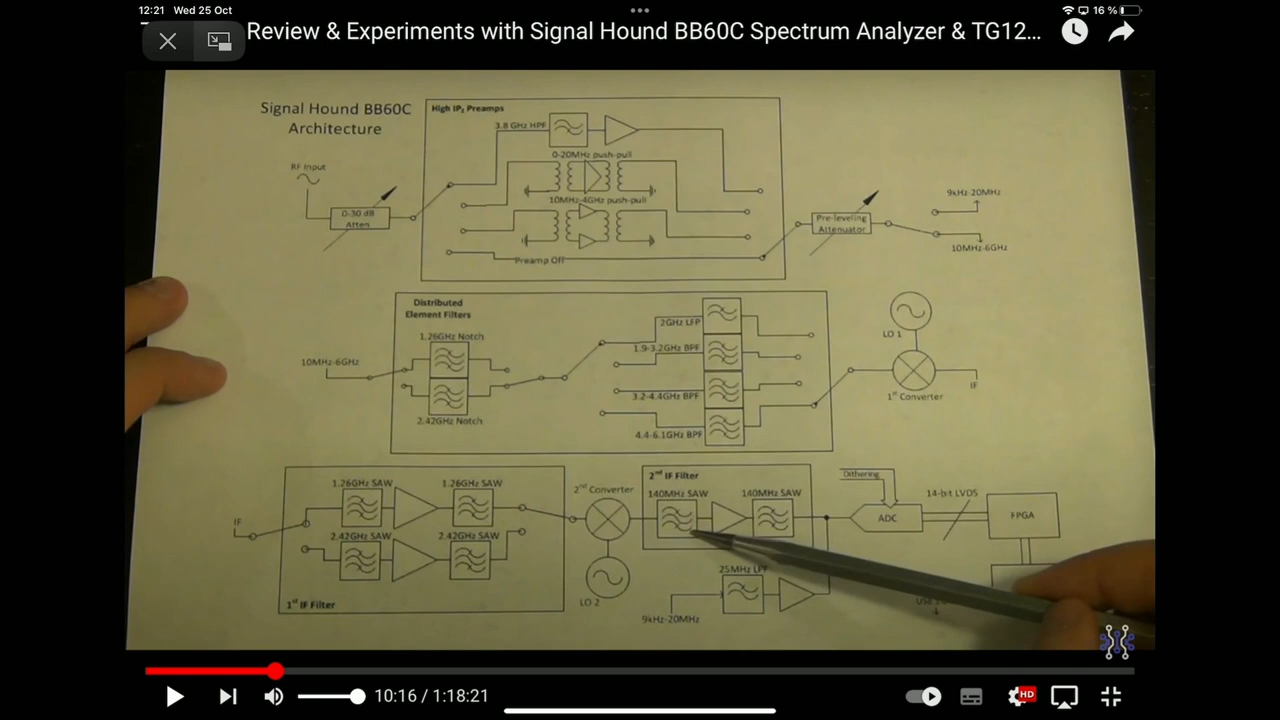 12:21 Wed 25 Oct
16 %
Review & Experiments with Signal Hound BB60C Spectrum Analyzer & TG12…
Signal Hound BB60C
Architecture
High IP₂ Preamps
3.8 GHz HPF
0-20MHz push-pull
10MHz-4GHz push-pull
Preamp Off
RF Input
0-30 dB
Atten
Pre-leveling
Attenuator
9kHz-20MHz
10MHz-6GHz
Distributed
Element Filters
1.26GHz Notch
10MHz-6GHz
2.42GHz Notch
2GHz LFP
1.9-3.2GHz BPF
3.2-4.4GHz BPF
4.4-6.1GHz BPF
LO 1
1st Converter
IF
IF
1.26GHz SAW
1.26GHz SAW
2.42GHz SAW
2.42GHz SAW
1st IF Filter
2nd Converter
LO 2
2nd IF Filter
140MHz SAW
140MHz SAW
25MHz LPF
9kHz-20MHz
Dithering
ADC
14-bit LVDS
FPGA
HD
10:16 / 1:18:21